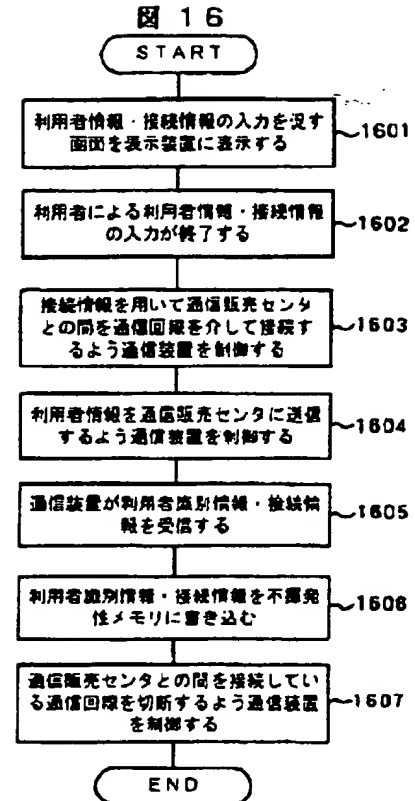 図 16
START
利用者情報・接続情報の入力を促す
画面を表示装置に表示する
1601
利用者による利用者情報・接続情報
の入力が終了する
1602
接続情報を用いて通信販売センタ
との間を通信回線を介して接続す
るよう通信装置を制御する
1603
利用者情報を通信販売センタに送信
するよう通信装置を制御する
1604
通信装置が利用者識別情報・接続情
報を受信する
1605
利用者識別情報・接続情報を不揮発
性メモリに書き込む
1606
通信販売センタとの間を接続してい
る通信回線を切断するよう通信装置
を制御する
1607
END